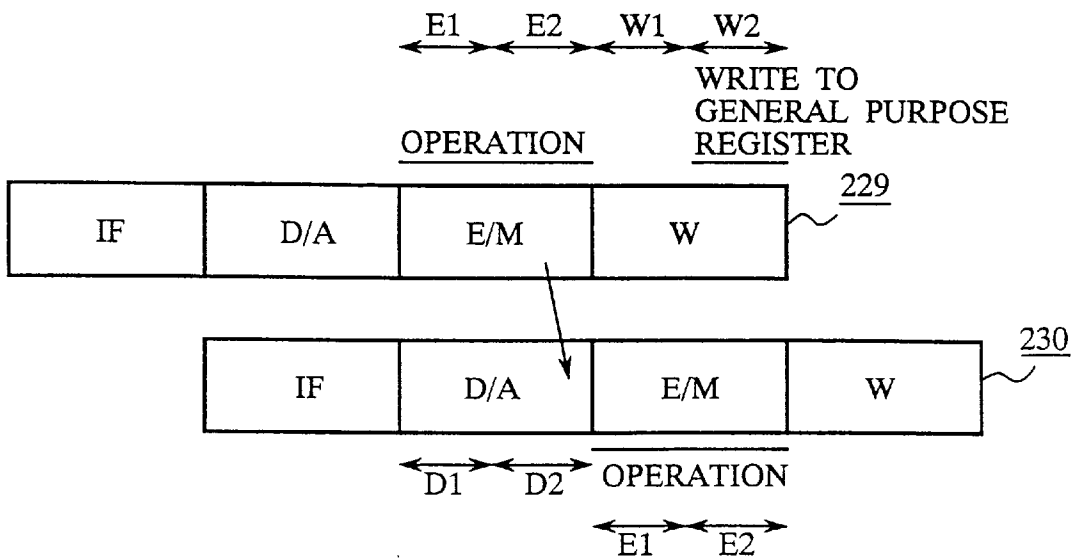 E1 E2 W1 W2
WRITE TO
GENERAL PURPOSE
OPERATION REGISTER
229
IF D/A E/M W
230
IF D/A E/M W
D1 D2 OPERATION
E1 E2